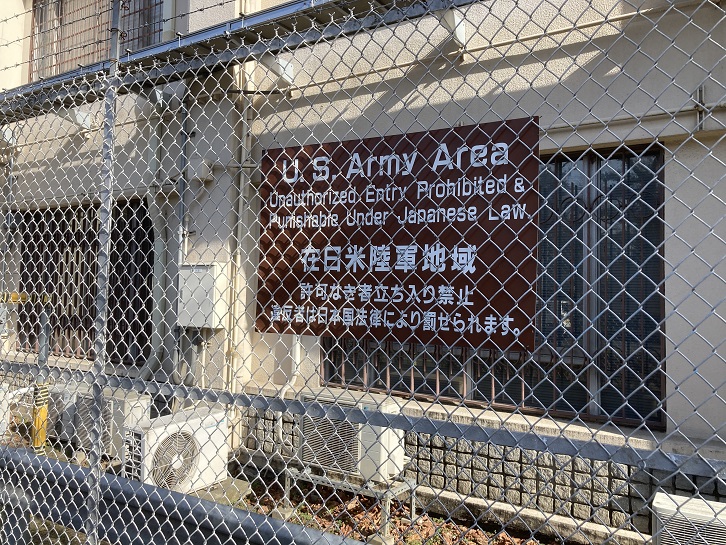 U. S. Army Area
Unauthorized Entry Prohibited &
Punishable Under Japanese Law
在日米陸軍地域
許可なき者立ち入り禁止
違反者は日本国法律により罰せられます。